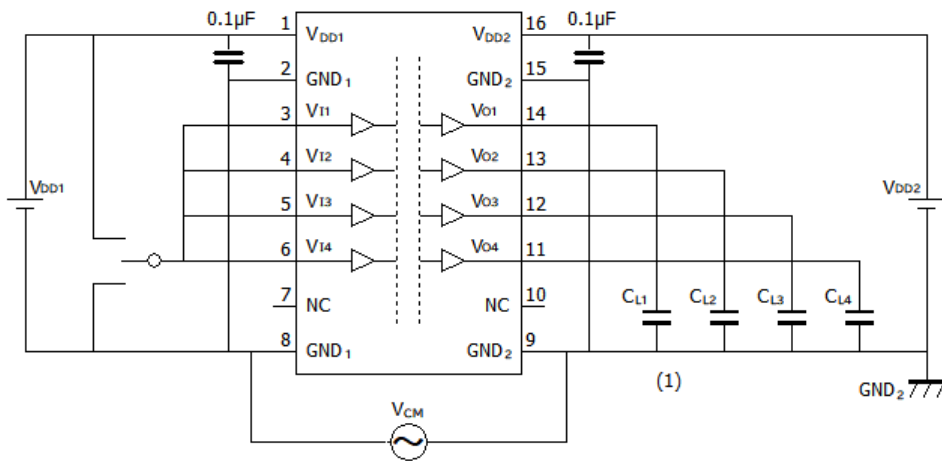 0.1μF
1
16
0.1μF
VDD1
VDD2
2
GND1
GND2
15
3
VI1
VO1
14
4
VI2
VO2
13
VDD1
VDD2
5
VI3
VO3
12
6
VI4
VO4
11
7
NC
NC
10
CL1
CL2
CL3
CL4
8
GND1
GND2
9
(1)
GND2
VCM